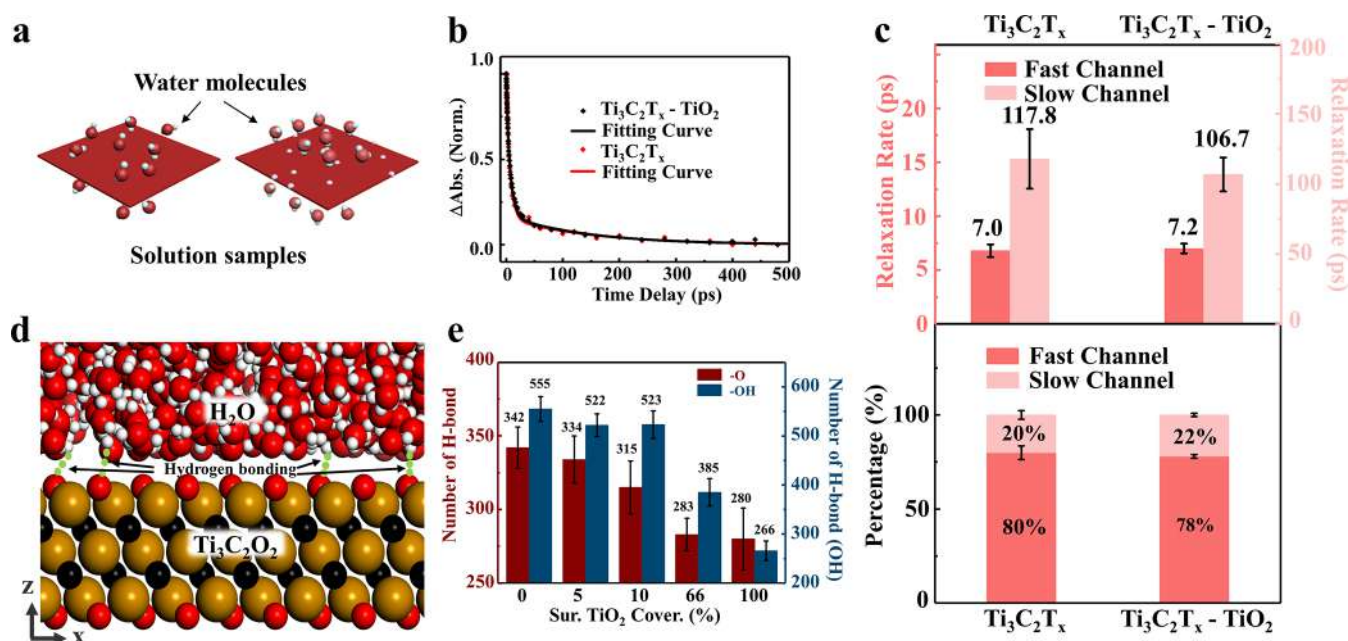 a
Water molecules
Solution samples
b
ΔAbs. (Norm.)
1.0
0.5
0.0
Ti₃C₂Tₓ - TiO₂
Fitting Curve
Ti₃C₂Tₓ
Fitting Curve
0 100 200 300 400 500
Time Delay (ps)
c
Ti₃C₂Tₓ Ti₃C₂Tₓ - TiO₂
Relaxation Rate (ps)
20
15
10
5
0
Fast Channel
Slow Channel
117.8
106.7
7.0
7.2
200
150
100
50
0
Relaxation Rate (ps)
Percentage (%)
100
50
0
Fast Channel
Slow Channel
20%
22%
80%
78%
Ti₃C₂Tₓ Ti₃C₂Tₓ - TiO₂
d
H₂O
Hydrogen bonding
Ti₃C₂O₂
z
x
e
Number of H-bond
400
350
300
250
-O
-OH
342
555
334
522
315
523
283
385
280
266
600
500
400
300
200
Number of H-bond (OH)
0 5 10 66 100
Sur. TiO₂ Cover. (%)